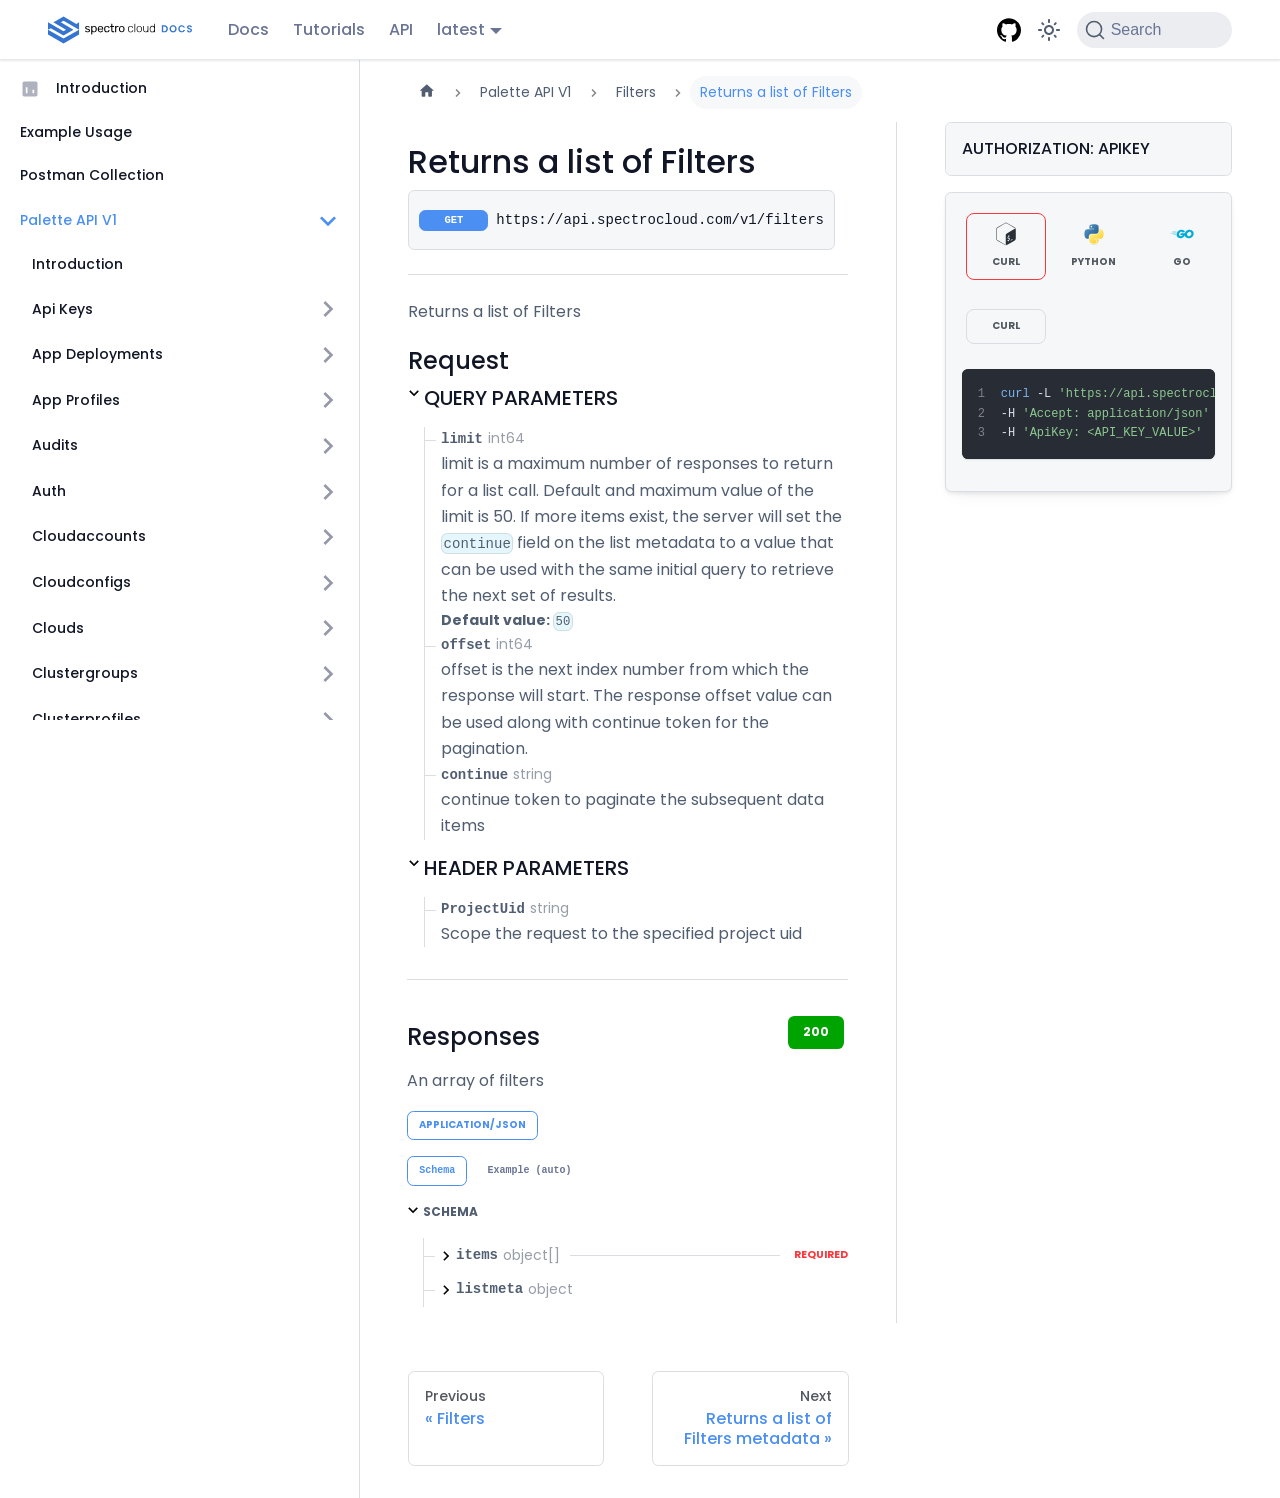 spectro cloud DOCS
Docs
Tutorials
API
latest
Search
Introduction
Example Usage
Postman Collection
Palette API V1
Introduction
Api Keys
App Deployments
App Profiles
Audits
Auth
Cloudaccounts
Cloudconfigs
Clouds
Clustergroups
Clusterprofiles
Palette API V1
Filters
Returns a list of Filters
Returns a list of Filters
GET https://api.spectrocloud.com/v1/filters
Returns a list of Filters
Request
QUERY PARAMETERS
limit int64
limit is a maximum number of responses to return
for a list call. Default and maximum value of the
limit is 50. If more items exist, the server will set the
continue field on the list metadata to a value that
can be used with the same initial query to retrieve
the next set of results.
Default value: 50
offset int64
offset is the next index number from which the
response will start. The response offset value can
be used along with continue token for the
pagination.
continue string
continue token to paginate the subsequent data
items
HEADER PARAMETERS
ProjectUid string
Scope the request to the specified project uid
Responses
200
An array of filters
APPLICATION/JSON
Schema
Example (auto)
SCHEMA
items object[]
REQUIRED
listmeta object
Previous
« Filters
Next
Returns a list of
Filters metadata »
AUTHORIZATION: APIKEY
CURL
PYTHON
GO
CURL
1 curl -L 'https://api.spectrocl
2 -H 'Accept: application/json'
3 -H 'ApiKey: <API_KEY_VALUE>'